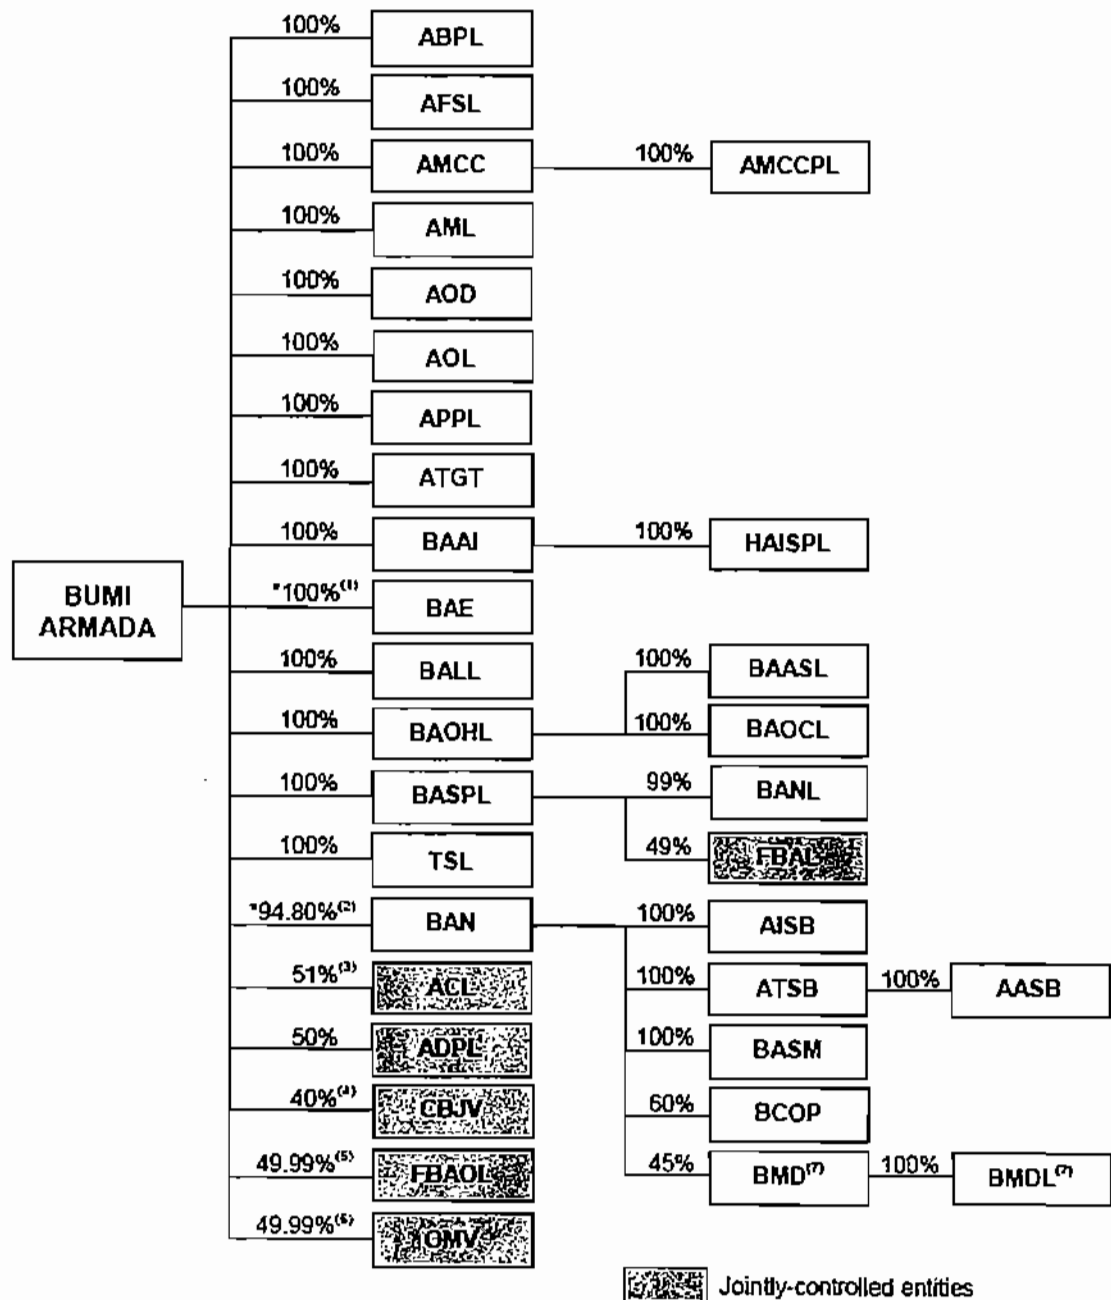 100% ABPL
100% AFSL
100% AMCC 100% AMCCPL
100% AML
100% AOD
100% AOL
100% APPL
100% ATGT
100% BAAI 100% HAISPL
BUMI
ARMADA
*100%(1) BAE
100% BALL 100% BAASL
100% BAOHL 100% BAOCL
100% BASPL 99% BANL
100% TSL 49% FBAL
*94.80%(2) BAN 100% AISB
51%(3) ACL 100% ATSB 100% AASB
50% ADPL 100% BASM
40%(4) CBJV 60% BCOP
49.99%(5) FBAOL 45% BMD(7) 100% BMDL(7)
49.99%(6) OMV
Jointly-controlled entities